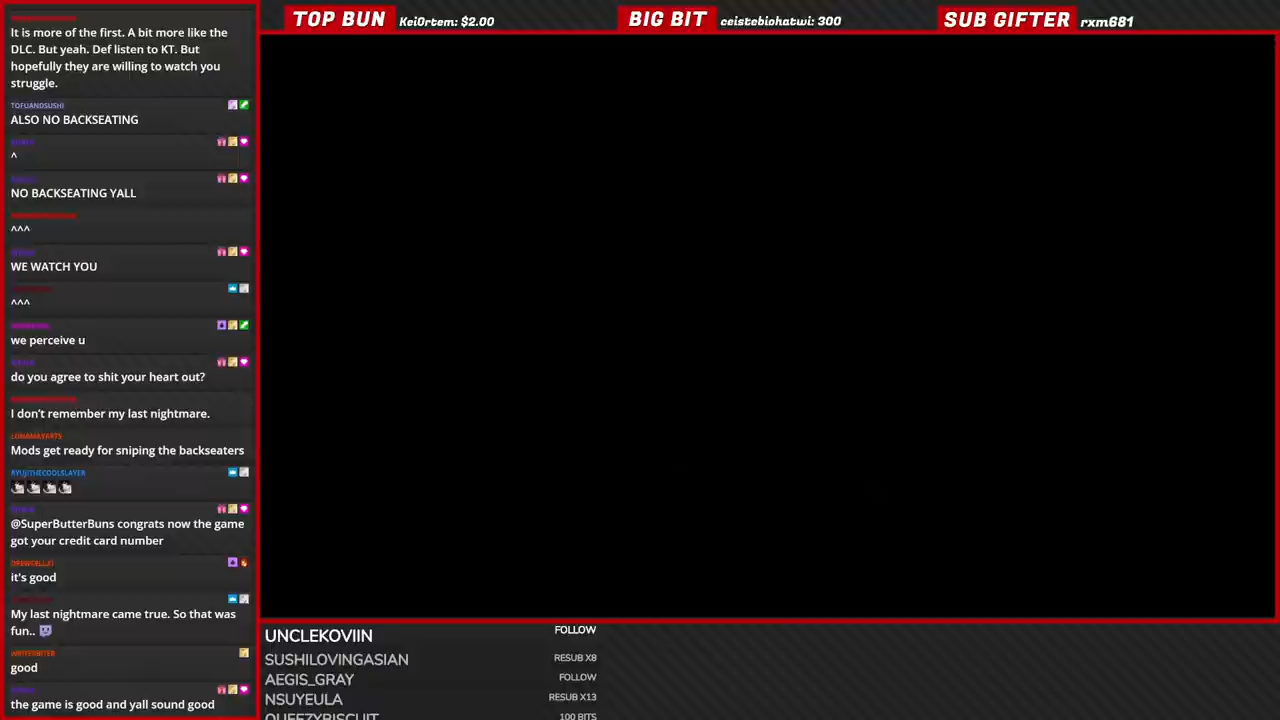 TOP BUN Kei0rtem: $2.00 BIG BIT ceistebiohatwi: 300 SUB GIFTER rxm681
It is more of the first. A bit more like the
DLC. But yeah. Def listen to KT. But
hopefully they are willing to watch you
struggle.
TOFUANDSUSHI
ALSO NO BACKSEATING
^
NO BACKSEATING YALL
^^^
WE WATCH YOU
^^^
we perceive u
do you agree to shit your heart out?
I don't remember my last nightmare.
LUNAMAYARTS
Mods get ready for sniping the backseaters
RYUJITHECOOLSLAYER
@SuperButterBuns congrats now the game
got your credit card number
it's good
My last nightmare came true. So that was
fun..
WRITERBITER
good
the game is good and yall sound good
UNCLEKOVIIN FOLLOW
SUSHILOVINGASIAN RESUB X8
AEGIS_GRAY FOLLOW
NSUYEULA RESUB X13
QUEEZYBISCUIT 100 BITS